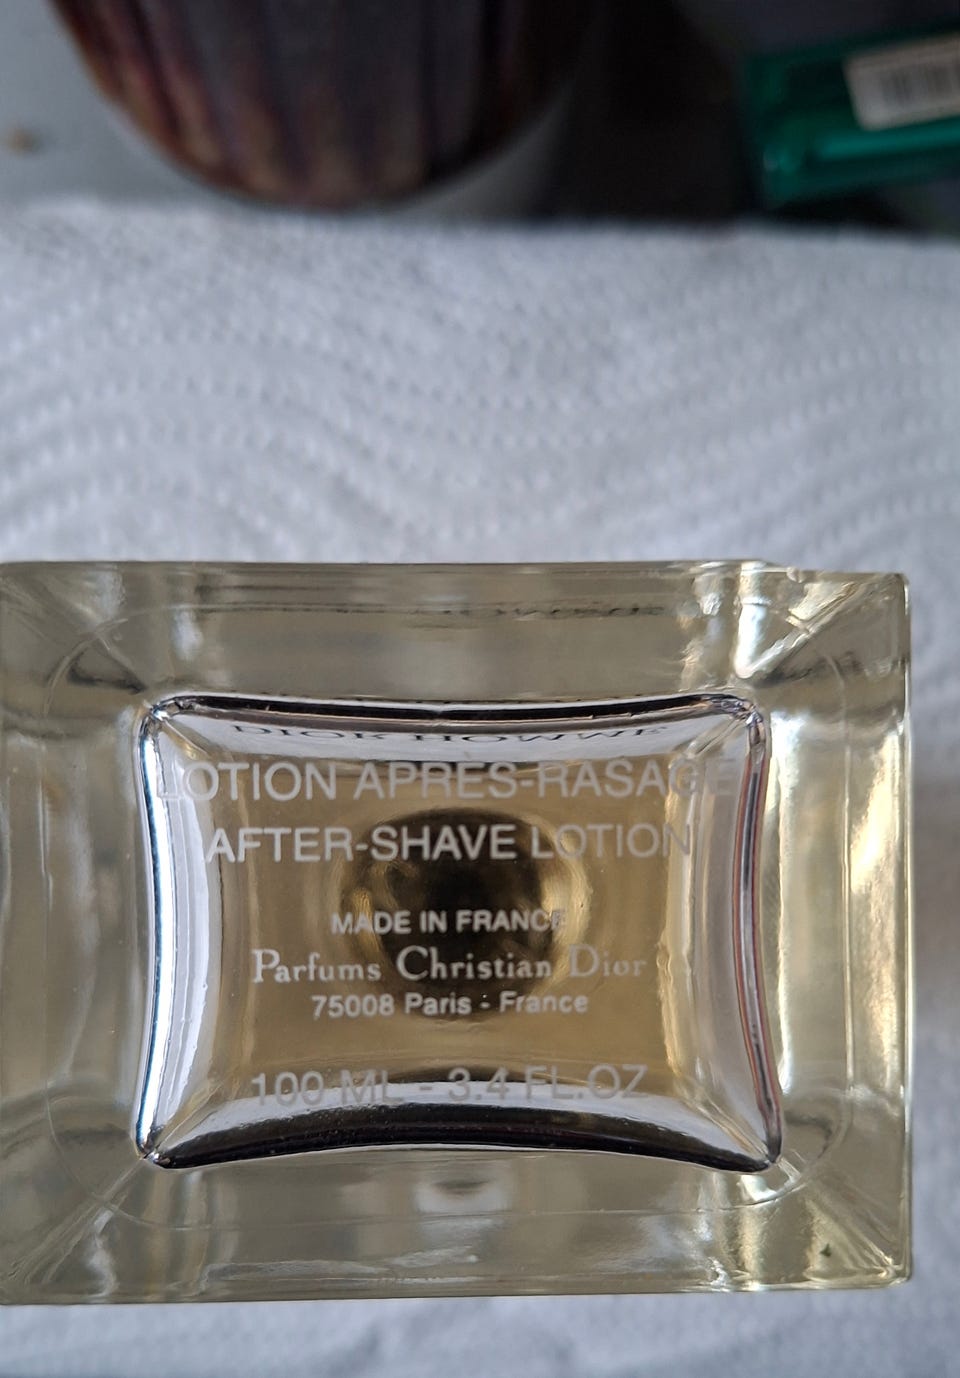 DIOR HOMME
LOTION APRÈS-RASAGE
AFTER-SHAVE LOTION
MADE IN FRANCE
Parfums Christian Dior
75008 Paris - France
100 ML - 3.4 FL.OZ